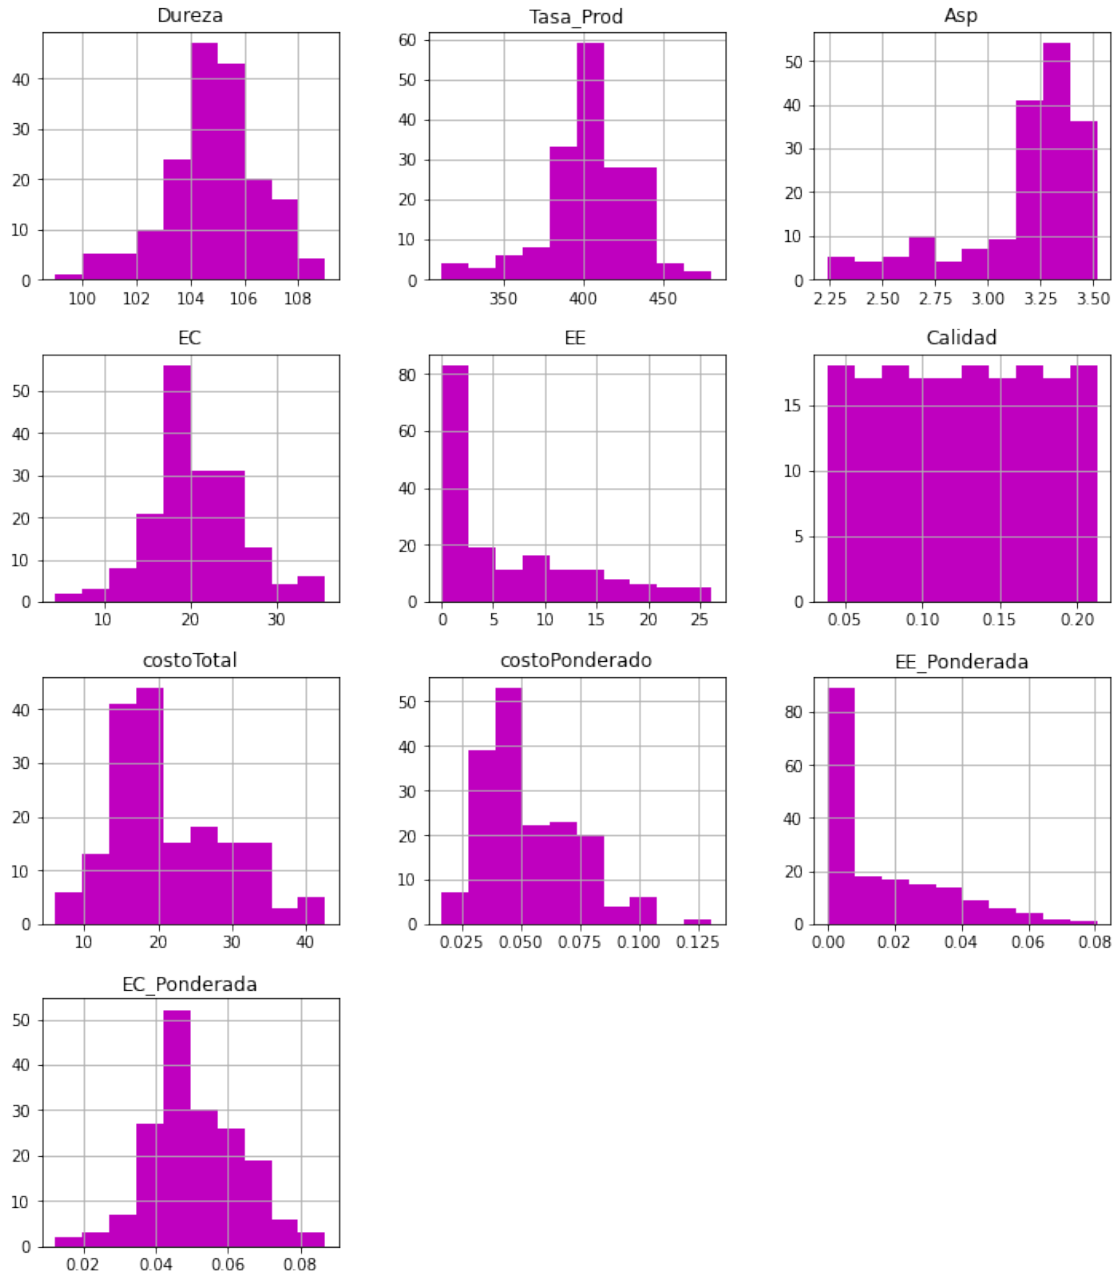 Dureza
Tasa_Prod
Asp
40
30
20
10
0
100 102 104 106 108
60
50
40
30
20
10
0
350 400 450
50
40
30
20
10
0
2.25 2.50 2.75 3.00 3.25 3.50
EC
EE
Calidad
50
40
30
20
10
0
10 20 30
80
60
40
20
0
0 5 10 15 20 25
15
10
5
0
0.05 0.10 0.15 0.20
costoTotal
costoPonderado
EE_Ponderada
40
30
20
10
0
10 20 30 40
50
40
30
20
10
0
0.025 0.050 0.075 0.100 0.125
80
60
40
20
0
0.00 0.02 0.04 0.06 0.08
EC_Ponderada
50
40
30
20
10
0
0.02 0.04 0.06 0.08